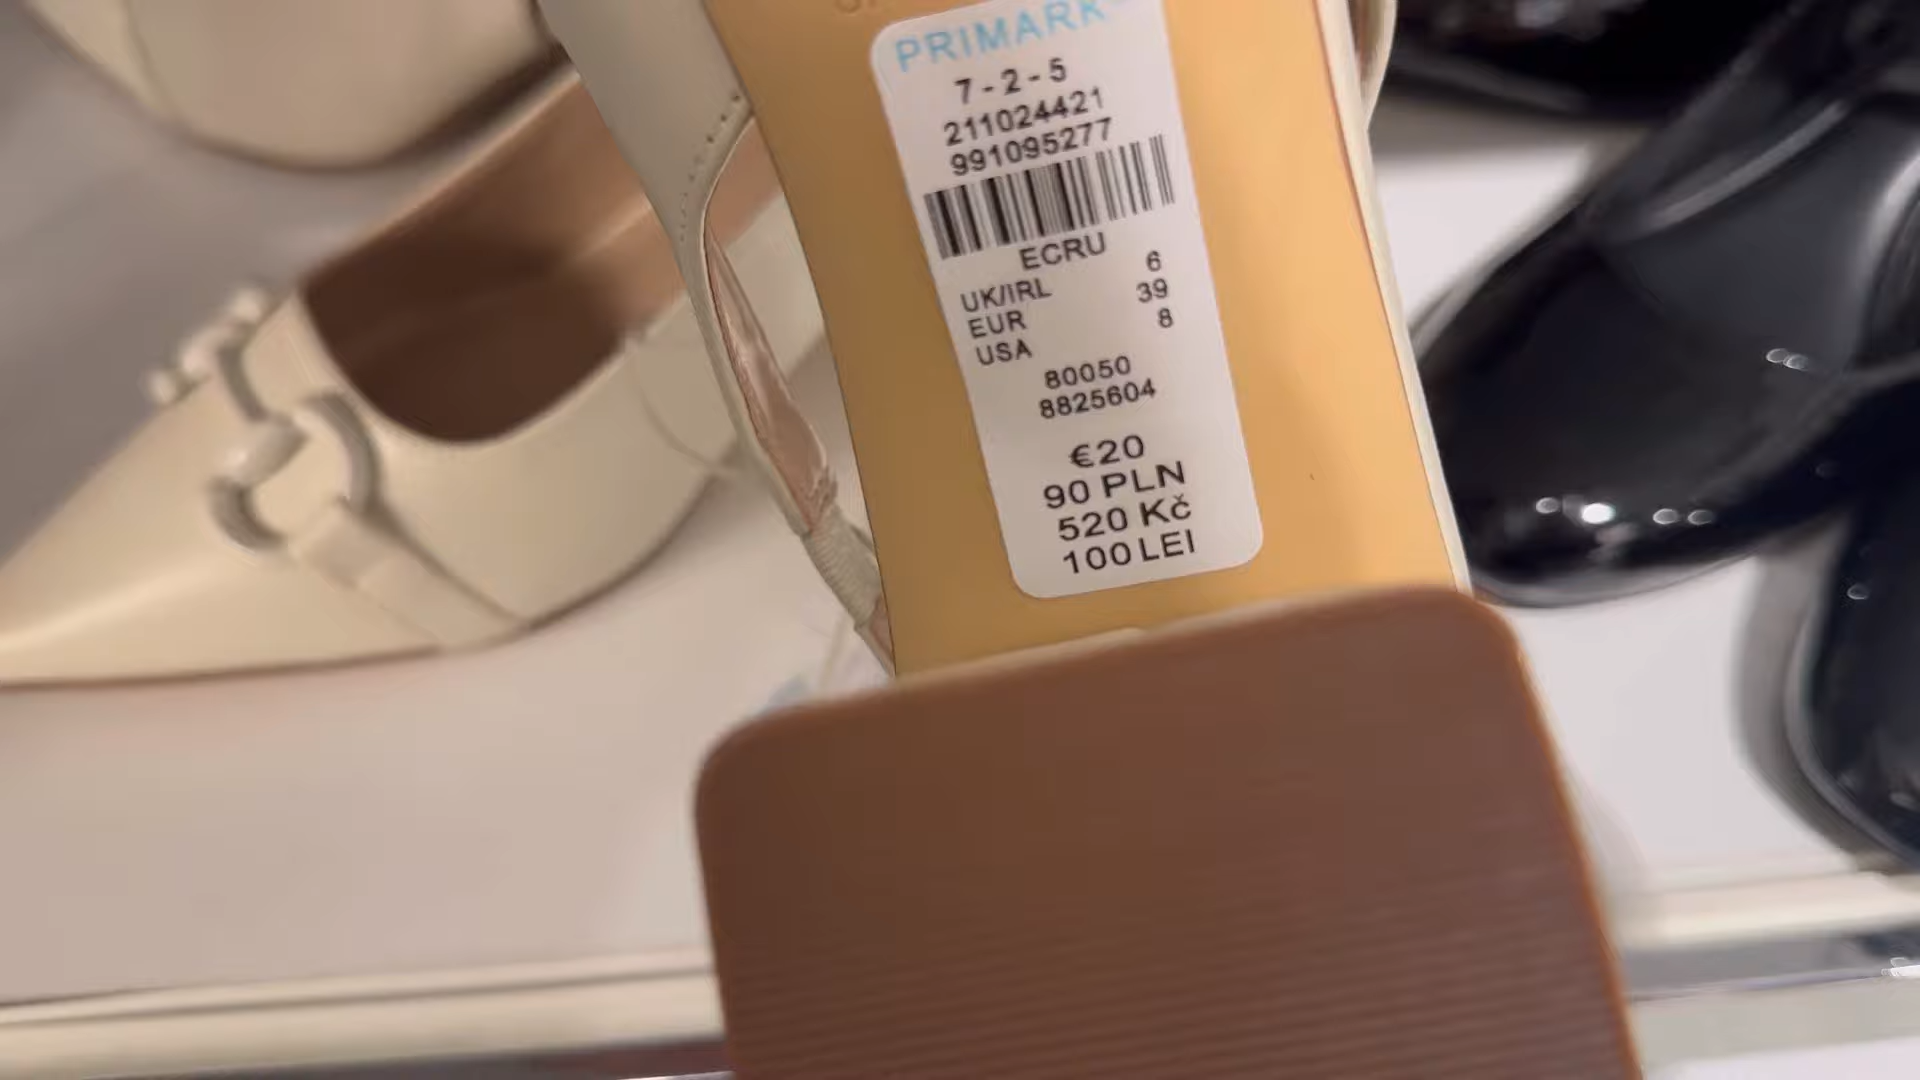 PRIMARK
7-2-5
211024421
991095277
ECRU
UK/IRL 6
EUR 39
USA 8
80050
8825604
€20
90 PLN
520 Kč
100 LEI